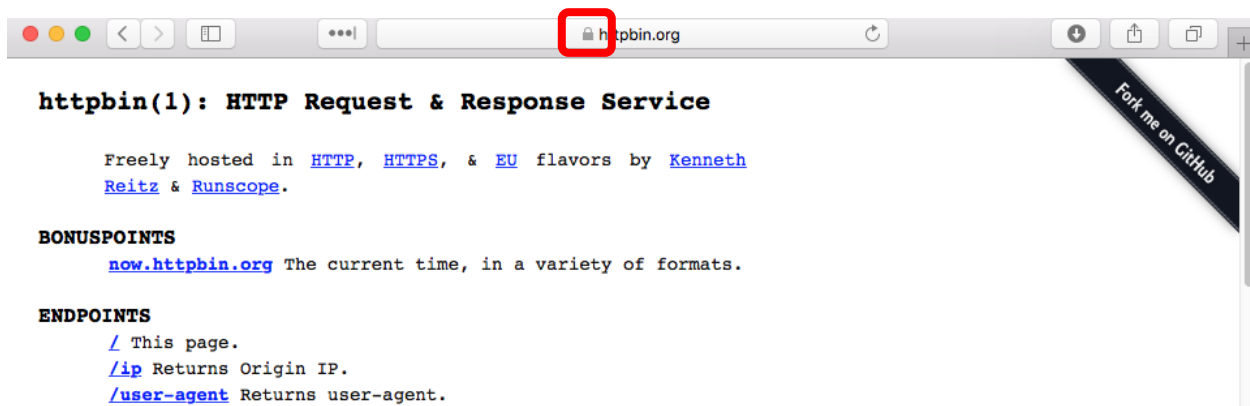 httpbin.org
Fork me on GitHub
httpbin(1): HTTP Request & Response Service
Freely hosted in HTTP, HTTPS, & EU flavors by Kenneth
Reitz & Runscope.
BONUSPOINTS
now.httpbin.org The current time, in a variety of formats.
ENDPOINTS
/ This page.
/ip Returns Origin IP.
/user-agent Returns user-agent.